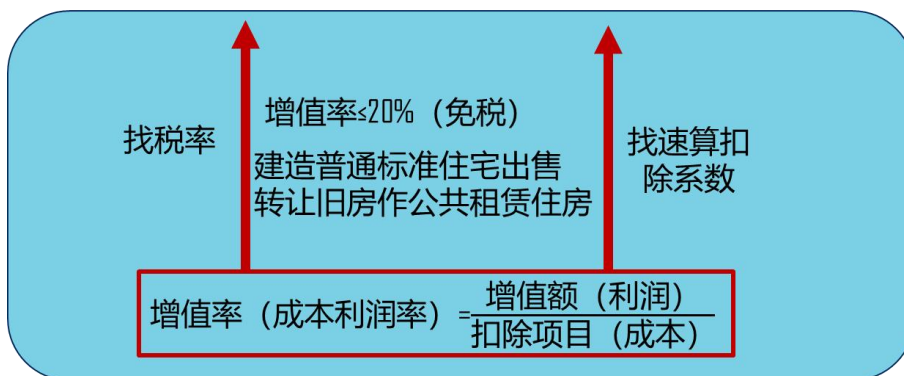 增值率≤20%（免税）
找税率
建造普通标准住宅出售
转让旧房作公共租赁住房
找速算扣
除系数
增值率（成本利润率）=增值额（利润）
扣除项目（成本）